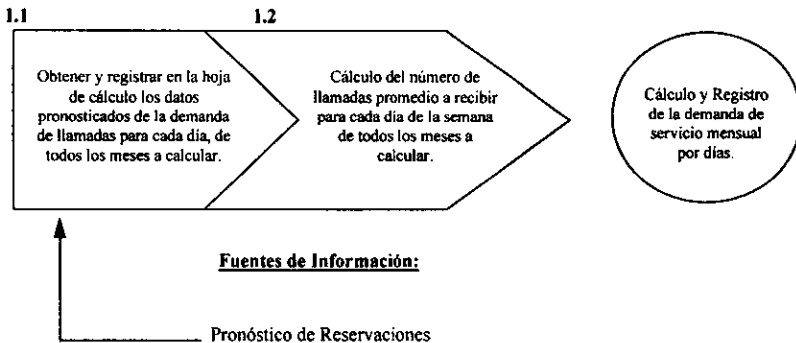 1.1
1.2
Obtener y registrar en la hoja
de cálculo los datos
pronosticados de la demanda
de llamadas para cada día, de
todos los meses a calcular.
Cálculo del número de
llamadas promedio a recibir
para cada día de la semana
de todos los meses a
calcular.
Cálculo y Registro
de la demanda de
servicio mensual
por días.
Fuentes de Información:
Pronóstico de Reservaciones